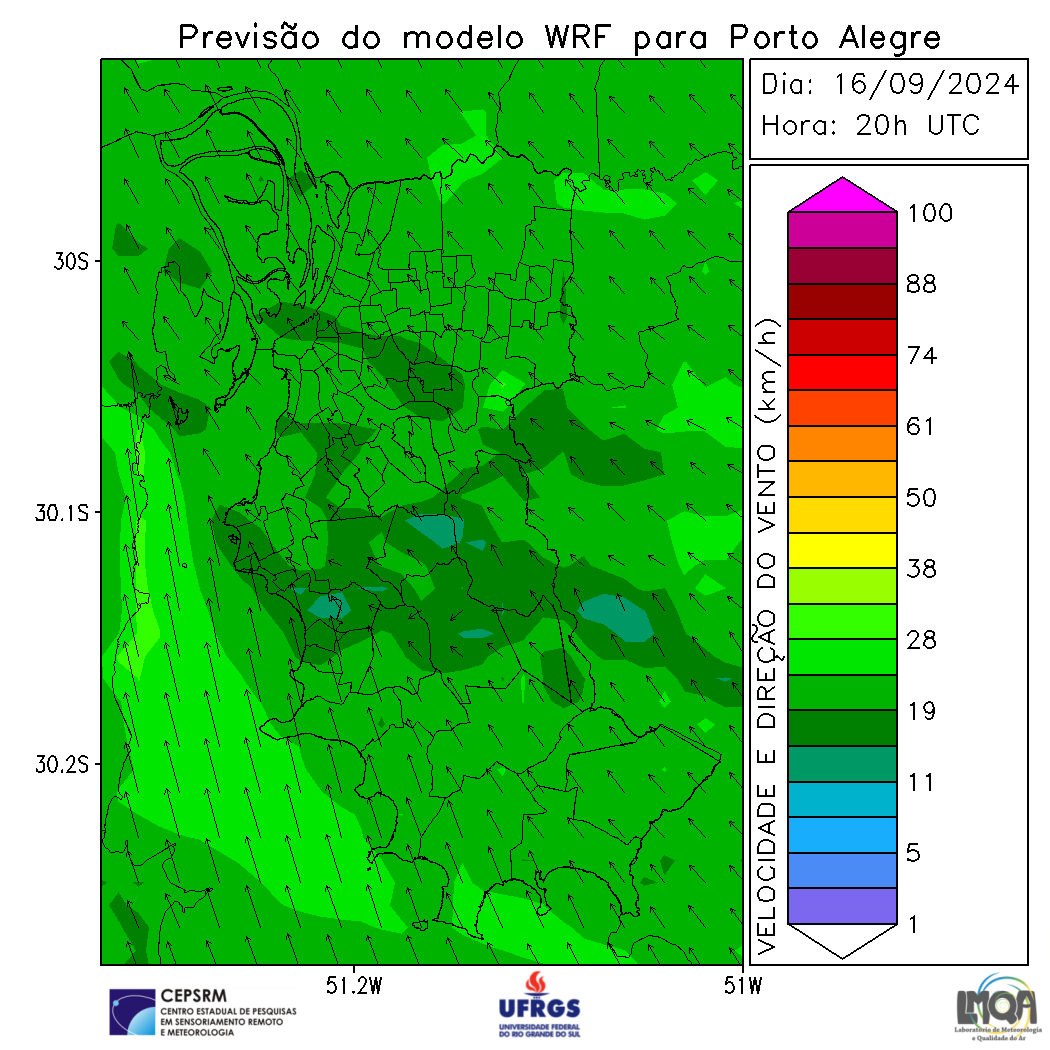 Previsão do modelo WRF para Porto Alegre
Dia: 16/09/2024
Hora: 20h UTC
30S
30.1S
30.2S
51.2W
51W
VELOCIDADE E DIREÇÃO DO VENTO (km/h)
100
88
74
61
50
38
28
19
11
5
1
CEPSRM
CENTRO ESTADUAL DE PESQUISAS
EM SENSORIAMENTO REMOTO
E METEOROLOGIA
UFRGS
UNIVERSIDADE FEDERAL
DO RIO GRANDE DO SUL
LMQA
Laboratório de Meteorologia
e Qualidade do Ar